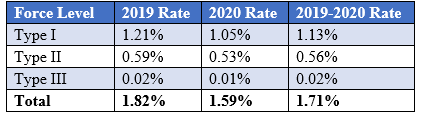 Force Level 2019 Rate 2020 Rate 2019-2020 Rate
Type I 1.21% 1.05% 1.13%
Type II 0.59% 0.53% 0.56%
Type III 0.02% 0.01% 0.02%
Total 1.82% 1.59% 1.71%